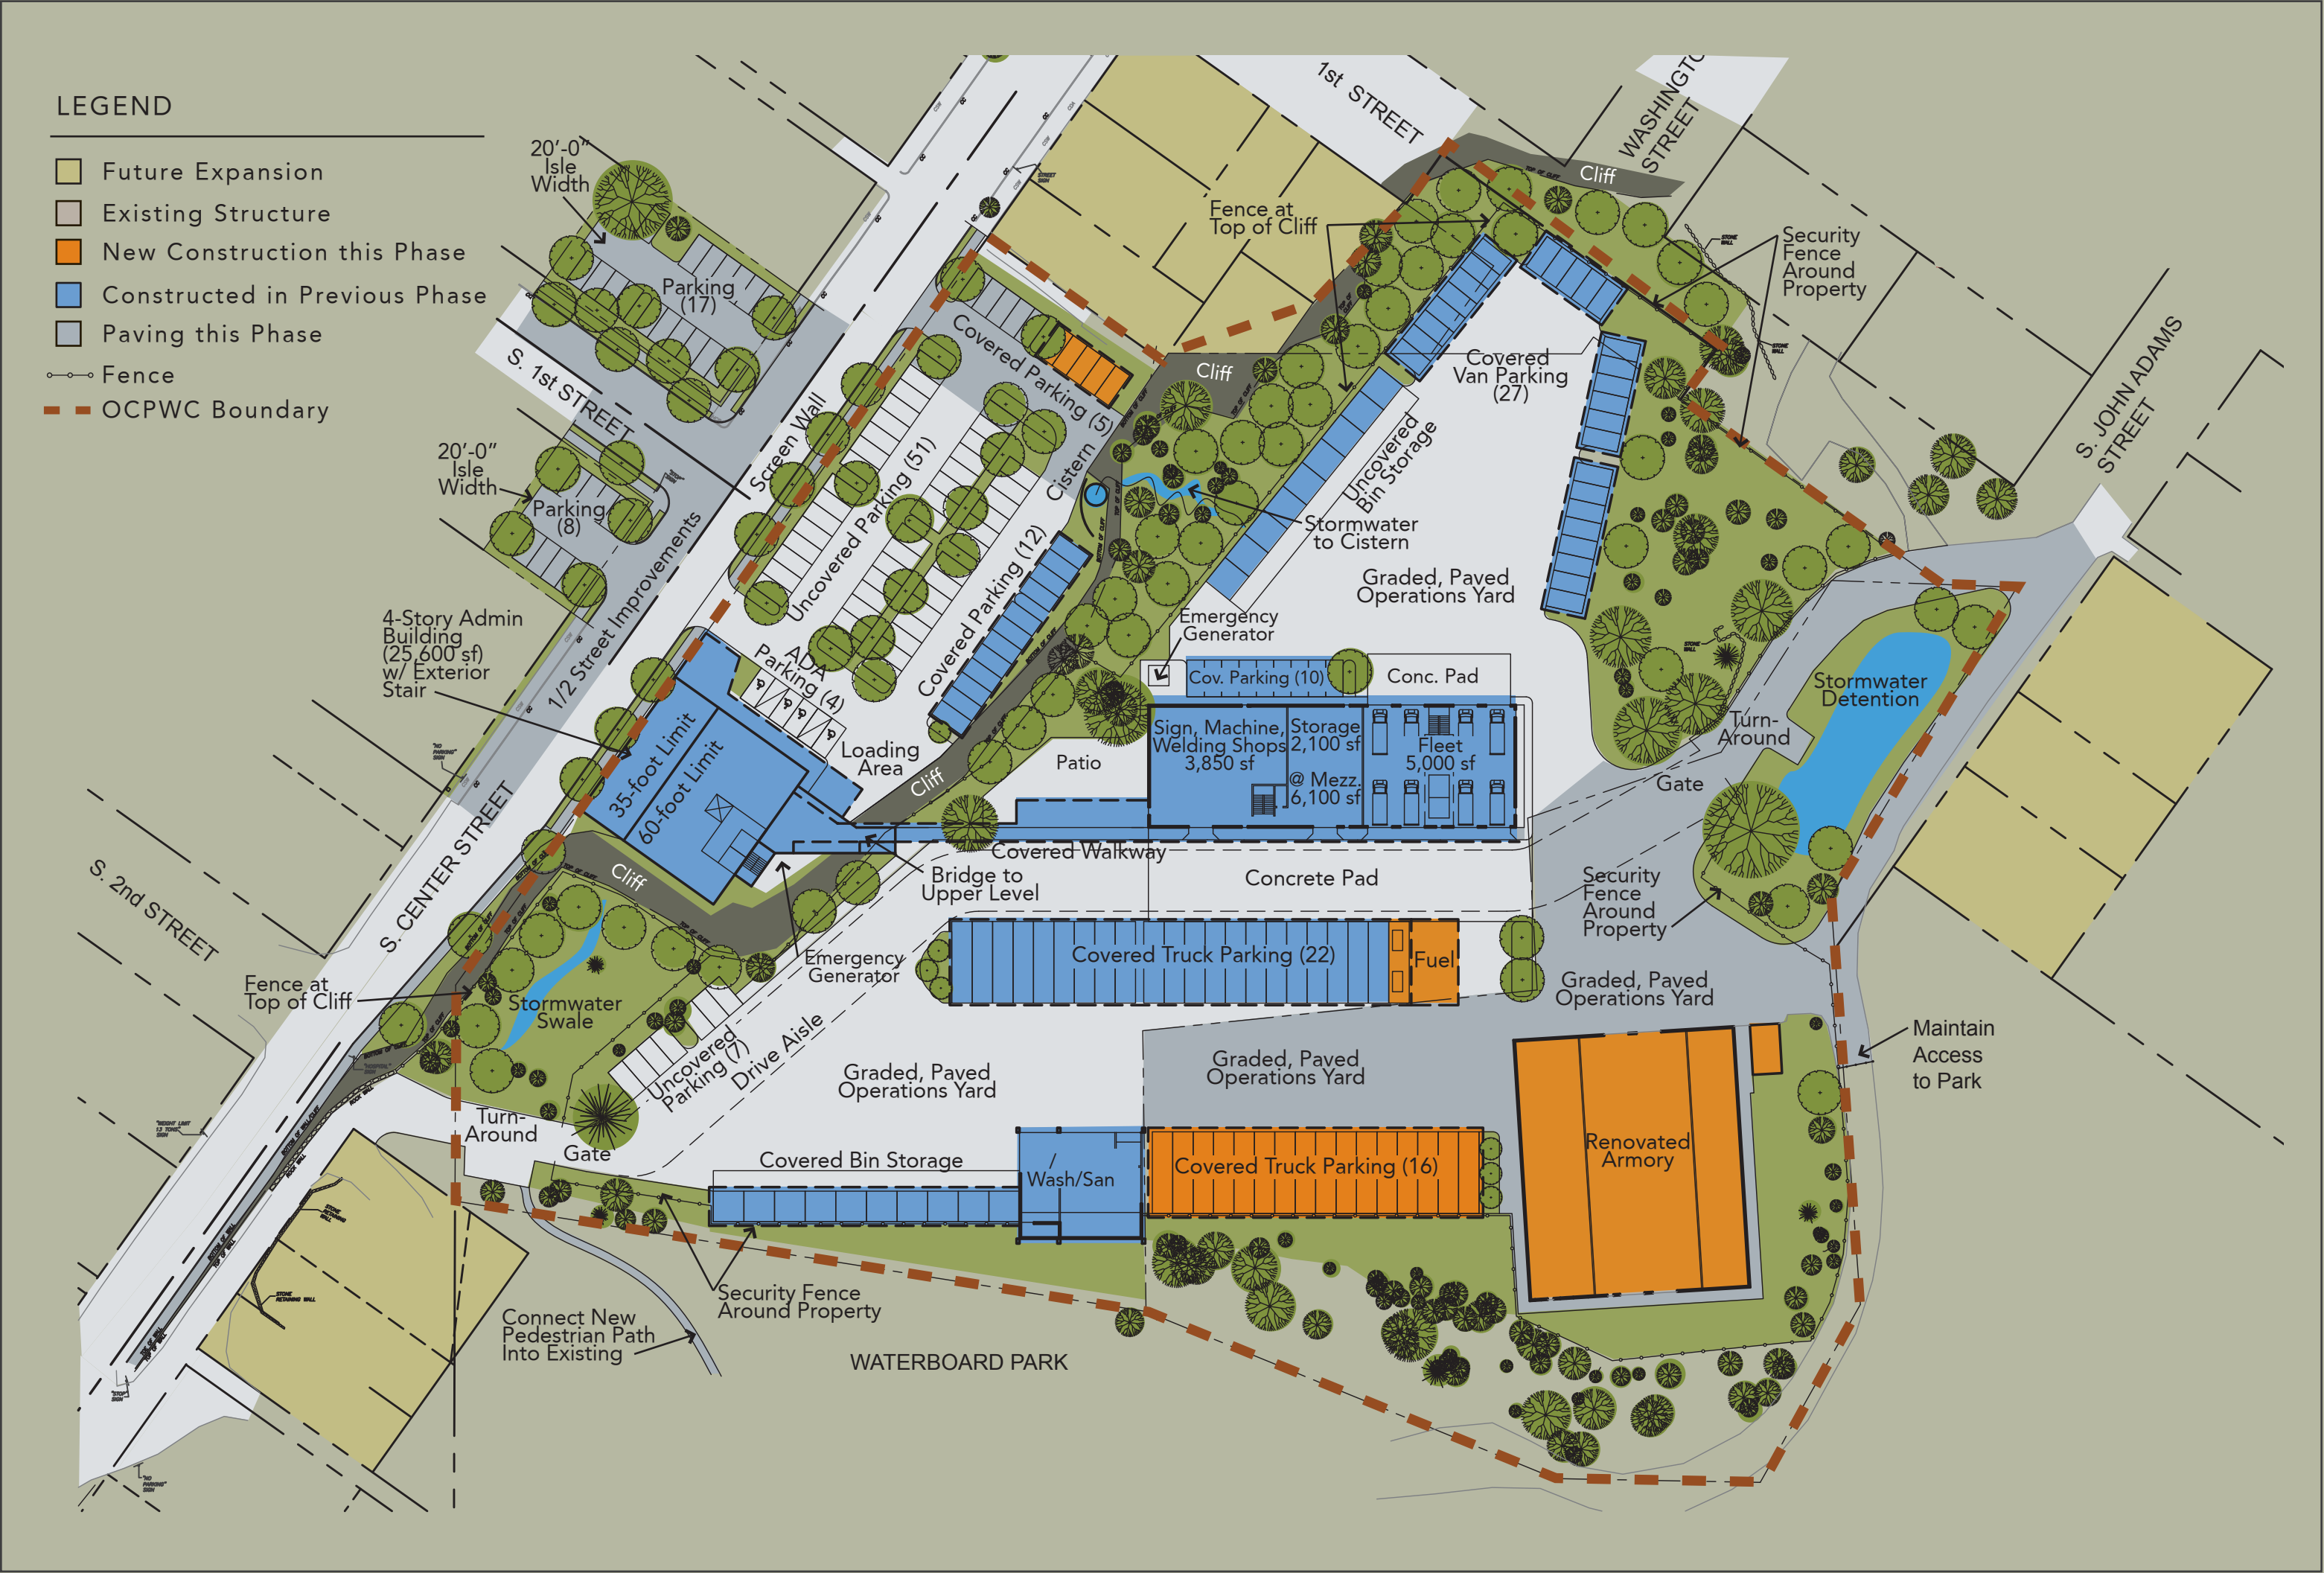 LEGEND
Future Expansion
Existing Structure
New Construction this Phase
Constructed in Previous Phase
Paving this Phase
Fence
OCPWC Boundary
20'-0"
Isle
Width
Parking
(17)
S. 1st STREET
20'-0"
Isle
Width
Parking
(8)
1st STREET
STREET
Cliff
Fence at
Top of Cliff
Security
Fence
Around
Property
S. JOHN ADAMS
STREET
Covered Parking (5)
Cliff
Covered
Van Parking
(27)
Screen Wall
Uncovered Parking (51)
Cistern
Uncovered
Bin Storage
Stormwater
to Cistern
Covered Parking (12)
Graded, Paved
Operations Yard
1/2 Street Improvements
4-Story Admin
Building
(25,600 sf)
w/ Exterior
Stair
ADA
Parking (4)
Emergency
Generator
Cov. Parking (10)
Conc. Pad
Stormwater
Detention
Turn-
Around
Gate
35-foot Limit
60-foot Limit
Loading
Area
Cliff
Patio
Sign, Machine,
Welding Shops
3,850 sf
Storage
2,100 sf
@ Mezz.
6,100 sf
Fleet
5,000 sf
Covered Walkway
Bridge to
Upper Level
Concrete Pad
Security
Fence
Around
Property
S. CENTER STREET
S. 2nd STREET
Cliff
Emergency
Generator
Covered Truck Parking (22)
Fuel
Graded, Paved
Operations Yard
Fence at
Top of Cliff
Stormwater
Swale
Uncovered
Parking (7)
Drive Aisle
Graded, Paved
Operations Yard
Graded, Paved
Operations Yard
Maintain
Access
to Park
Turn-
Around
Gate
Covered Bin Storage
Wash/San
Covered Truck Parking (16)
Renovated
Armory
Security Fence
Around Property
Connect New
Pedestrian Path
Into Existing
WATERBOARD PARK
STONE
RETAINING
WALL
STONE
RETAINING WALL
"NO
PARKING"
SIGN